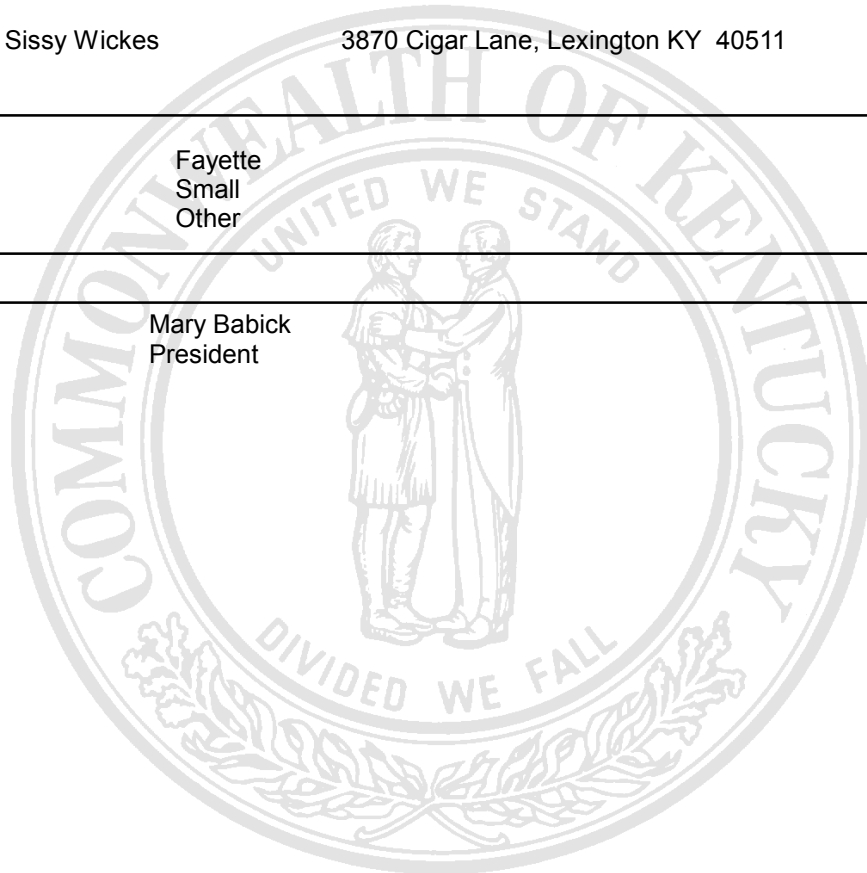 Sissy Wickes 3870 Cigar Lane, Lexington KY 40511
Fayette
Small
Other
Mary Babick
President
COMMONWEALTH OF KENTUCKY
UNITED WE STAND
DIVIDED WE FALL